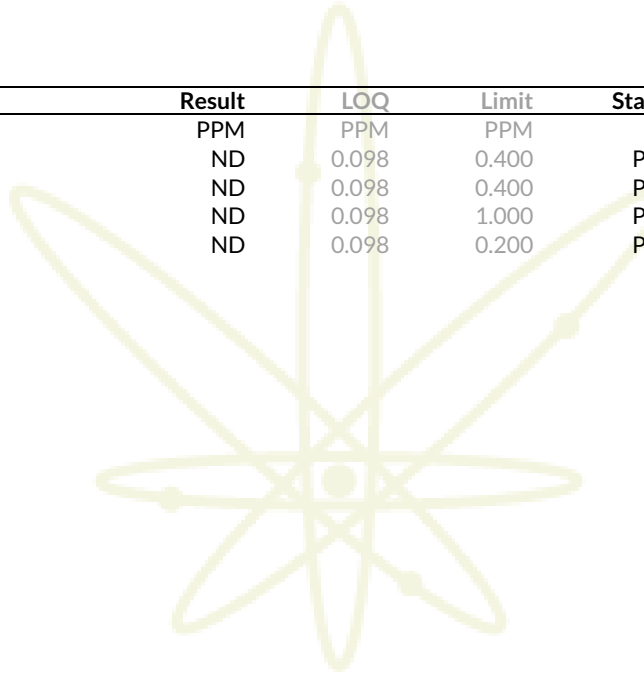 Result LOQ Limit Sta
PPM PPM PPM
ND 0.098 0.400 P
ND 0.098 0.400 P
ND 0.098 1.000 P
ND 0.098 0.200 P